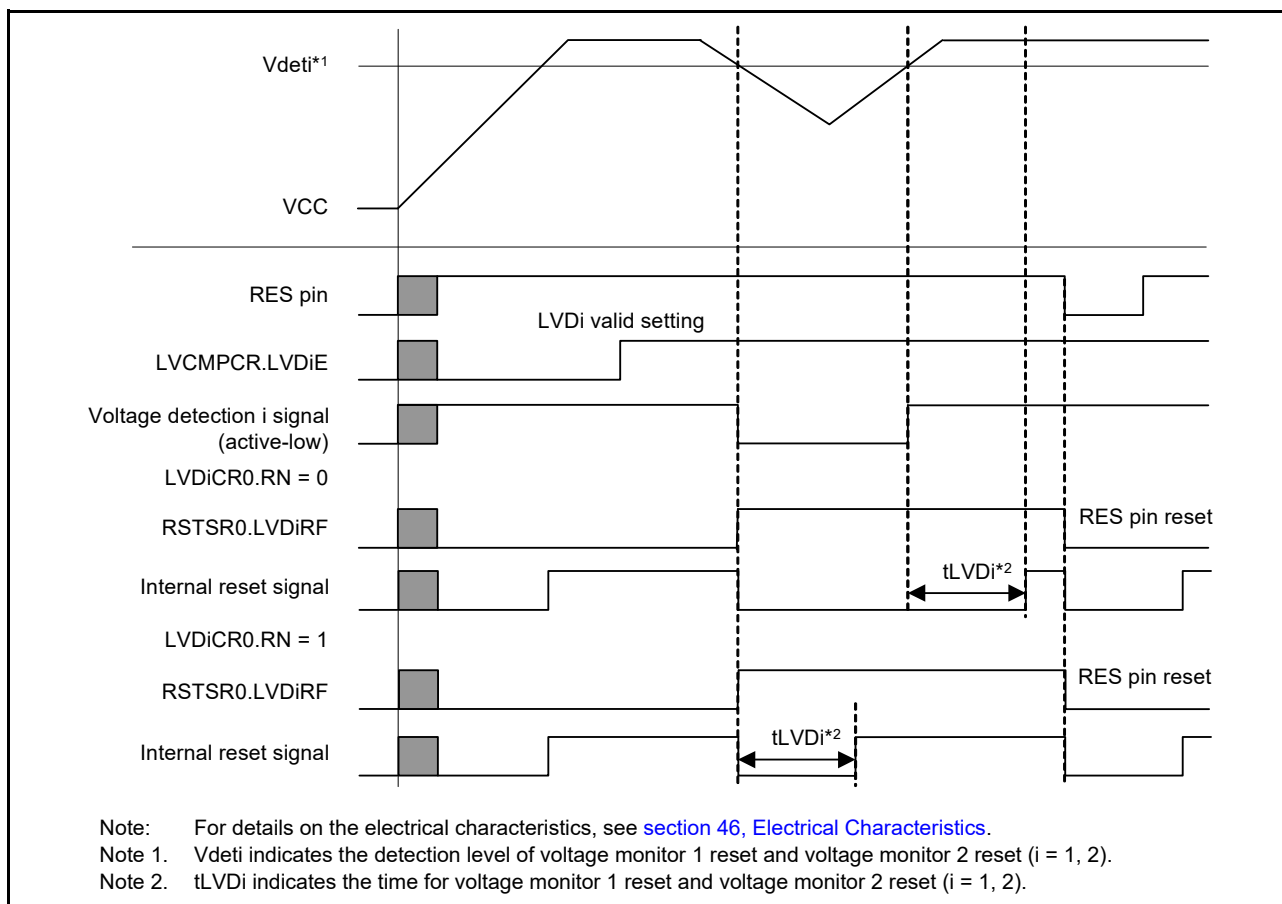 Vdeti*1
VCC
RES pin
LVDi valid setting
LVCMPCR.LVDiE
Voltage detection i signal
(active-low)
LVDiCR0.RN = 0
RSTSR0.LVDiRF
RES pin reset
Internal reset signal
tLVDi*2
LVDiCR0.RN = 1
RSTSR0.LVDiRF
RES pin reset
Internal reset signal
tLVDi*2
Note: For details on the electrical characteristics, see section 46, Electrical Characteristics.
Note 1. Vdeti indicates the detection level of voltage monitor 1 reset and voltage monitor 2 reset (i = 1, 2).
Note 2. tLVDi indicates the time for voltage monitor 1 reset and voltage monitor 2 reset (i = 1, 2).